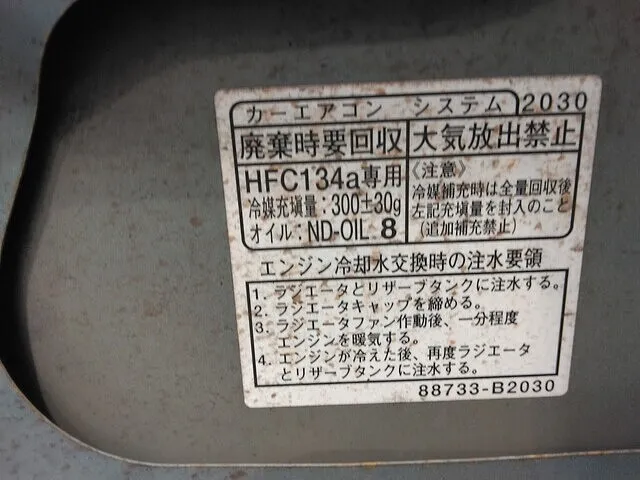 カーエアコン システム 2030
廃棄時要回収 大気放出禁止
HFC134a専用
冷媒充塡量:300±30g
オイル:ND-OIL 8
《注意》
冷媒補充時は全量回収後
左記充塡量を封入のこと
(追加補充禁止)
エンジン冷却水交換時の注水要領
1. ラジエータとリザーブタンクに注水する。
2. ラジエータキャップを締める。
3. ラジエータファン作動後、一分程度
エンジンを暖気する。
4. エンジンが冷えた後、再度ラジエータ
とリザーブタンクに注水する。
88733-B2030